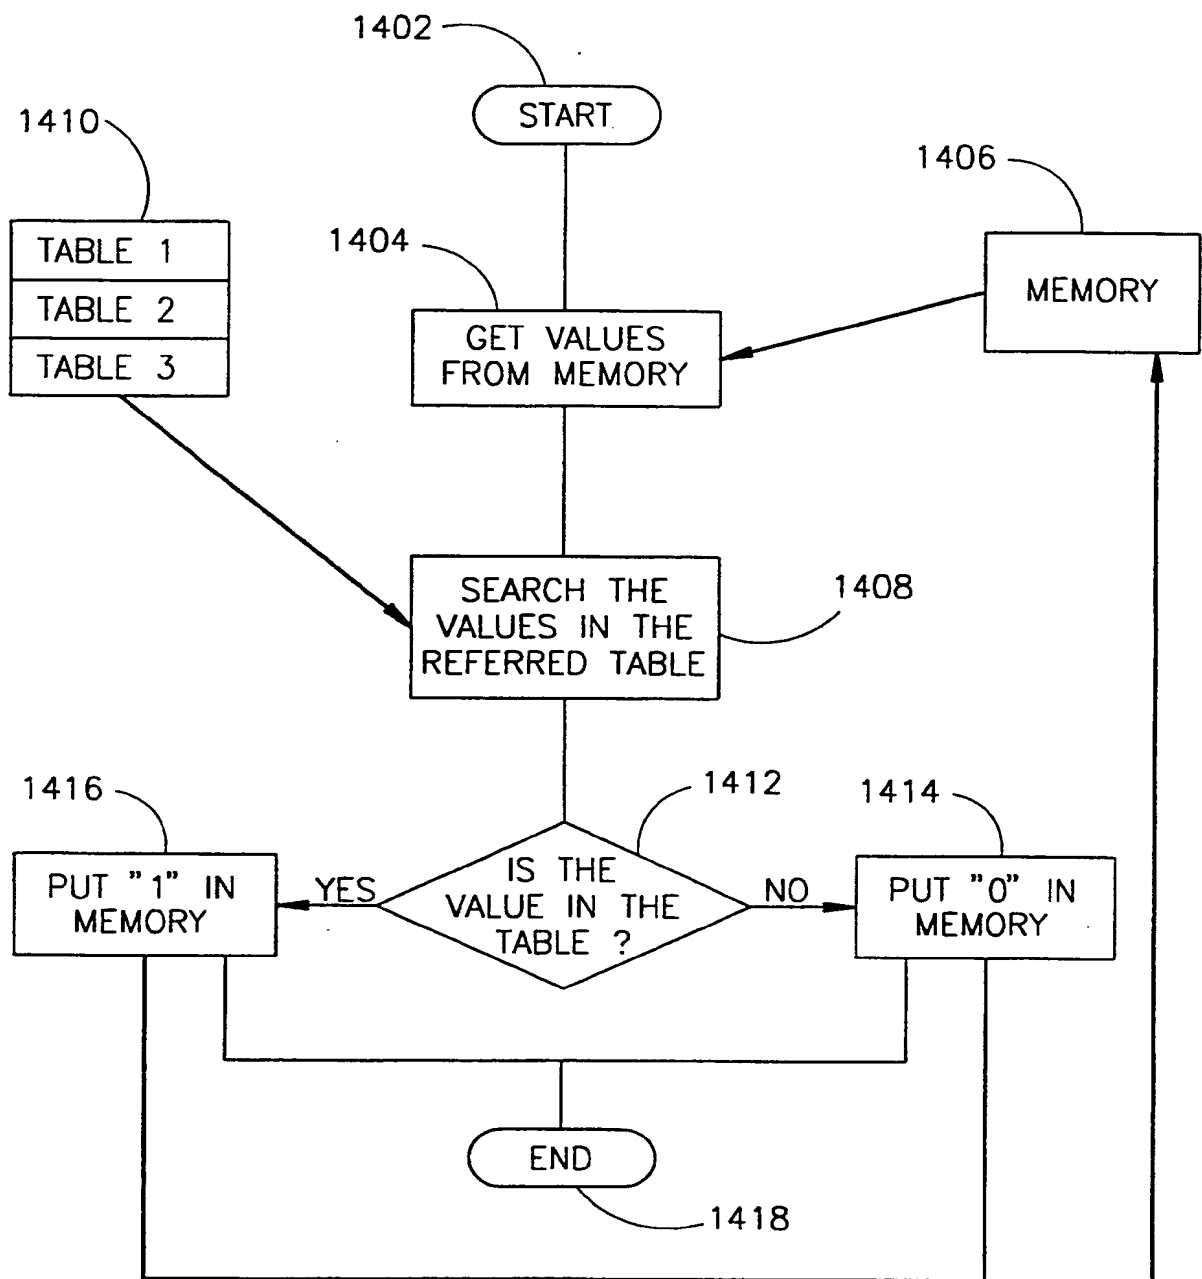 1402
START
1410
1406
TABLE 1
TABLE 2
TABLE 3
1404
MEMORY
GET VALUES
FROM MEMORY
SEARCH THE
VALUES IN THE
REFERRED TABLE
1408
1416
1412
1414
PUT "1" IN
MEMORY
YES
IS THE
VALUE IN THE
TABLE ?
NO
PUT "0" IN
MEMORY
END
1418